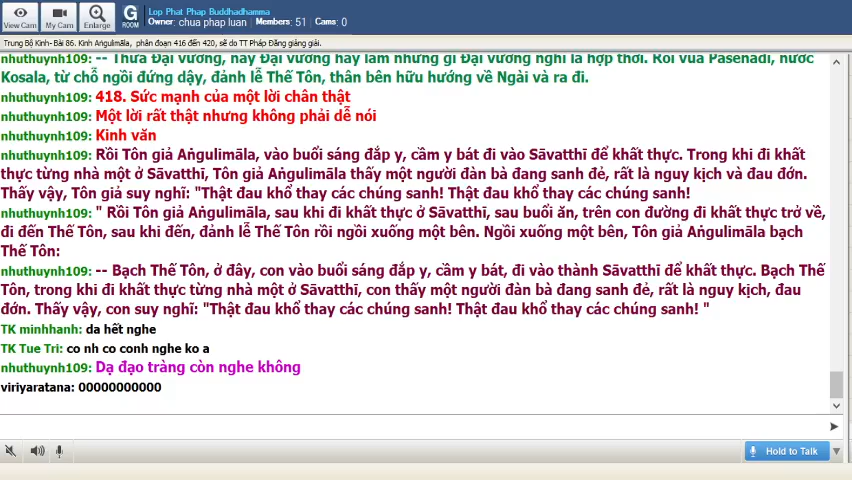 Lop Phat Phap Buddhadhamma
G ROOM
Owner: chua phap luan | Members: 51 | Cams: 0
View Cam
My Cam
Enlarge
Trung Bộ Kinh- Bài 86. Kinh Angulimāla, phân đoạn 416 đến 420, sẽ do TT Pháp Đăng giảng giải.
nhuthuynh109: -- Thưa Đại vương, nay Đại vương hãy làm những gì Đại vương nghĩ là hợp thời. Rồi vua Pasenadi, nước
Kosala, từ chỗ ngồi đứng dậy, đảnh lễ Thế Tôn, thân bên hữu hướng về Ngài và ra đi.
nhuthuynh109: 418. Sức mạnh của một lời chân thật
nhuthuynh109: Một lời rất thật nhưng không phải dễ nói
nhuthuynh109: Kinh văn
nhuthuynh109: Rồi Tôn giả Aṅgulimāla, vào buổi sáng đắp y, cầm y bát đi vào Sāvatthī để khất thực. Trong khi đi khất
thực từng nhà một ở Sāvatthī, Tôn giả Aṅgulimāla thấy một người đàn bà đang sanh đẻ, rất là nguy kịch và đau đớn.
Thấy vậy, Tôn giả suy nghĩ: "Thật đau khổ thay các chúng sanh! Thật đau khổ thay các chúng sanh!
nhuthuynh109: " Rồi Tôn giả Aṅgulimāla, sau khi đi khất thực ở Sāvatthī, sau buổi ăn, trên con đường đi khất thực trở về,
đi đến Thế Tôn, sau khi đến, đảnh lễ Thế Tôn rồi ngồi xuống một bên. Ngồi xuống một bên, Tôn giả Aṅgulimāla bạch
Thế Tôn:
nhuthuynh109: -- Bạch Thế Tôn, ở đây, con vào buổi sáng đắp y, cầm y bát, đi vào thành Sāvatthī để khất thực. Bạch Thế
Tôn, trong khi đi khất thực từng nhà một ở Sāvatthī, con thấy một người đàn bà đang sanh đẻ, rất là nguy kịch, đau
đớn. Thấy vậy, con suy nghĩ: "Thật đau khổ thay các chúng sanh! Thật đau khổ thay các chúng sanh! "
TK minhhanh: da hết nghe
TK Tue Tri: co nh co conh nghe ko a
nhuthuynh109: Dạ đạo tràng còn nghe không
viriyaratana: 00000000000
Hold to Talk